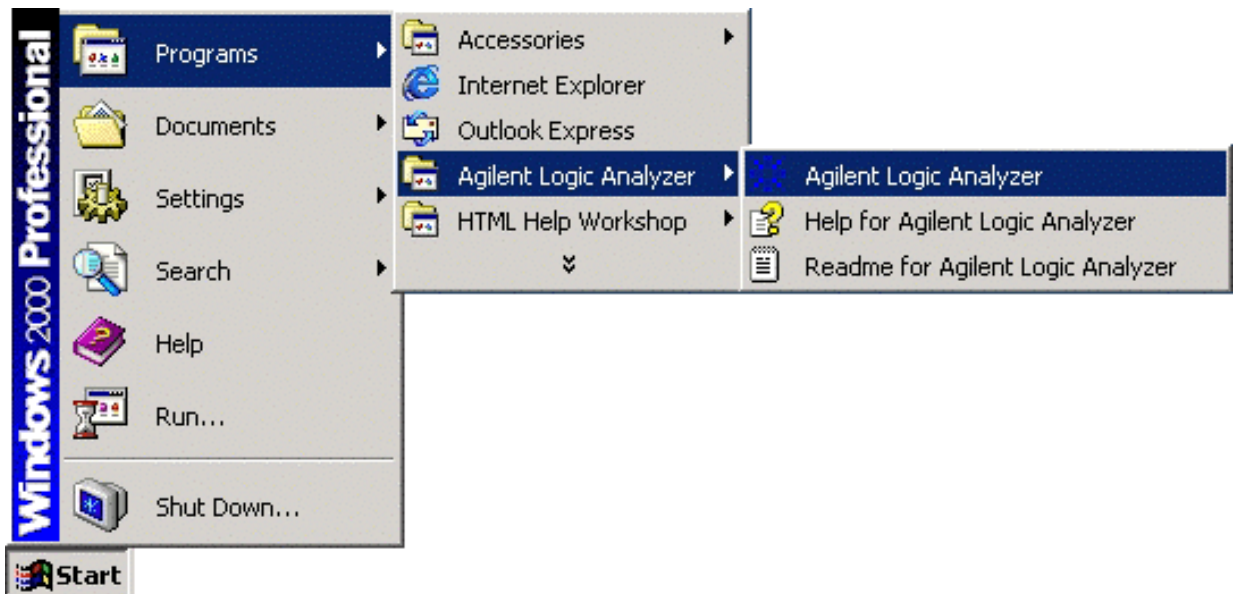 Windows 2000 Professional
Programs
Documents
Settings
Search
Help
Run...
Shut Down...
Start
Accessories
Internet Explorer
Outlook Express
Agilent Logic Analyzer
HTML Help Workshop
Agilent Logic Analyzer
Help for Agilent Logic Analyzer
Readme for Agilent Logic Analyzer